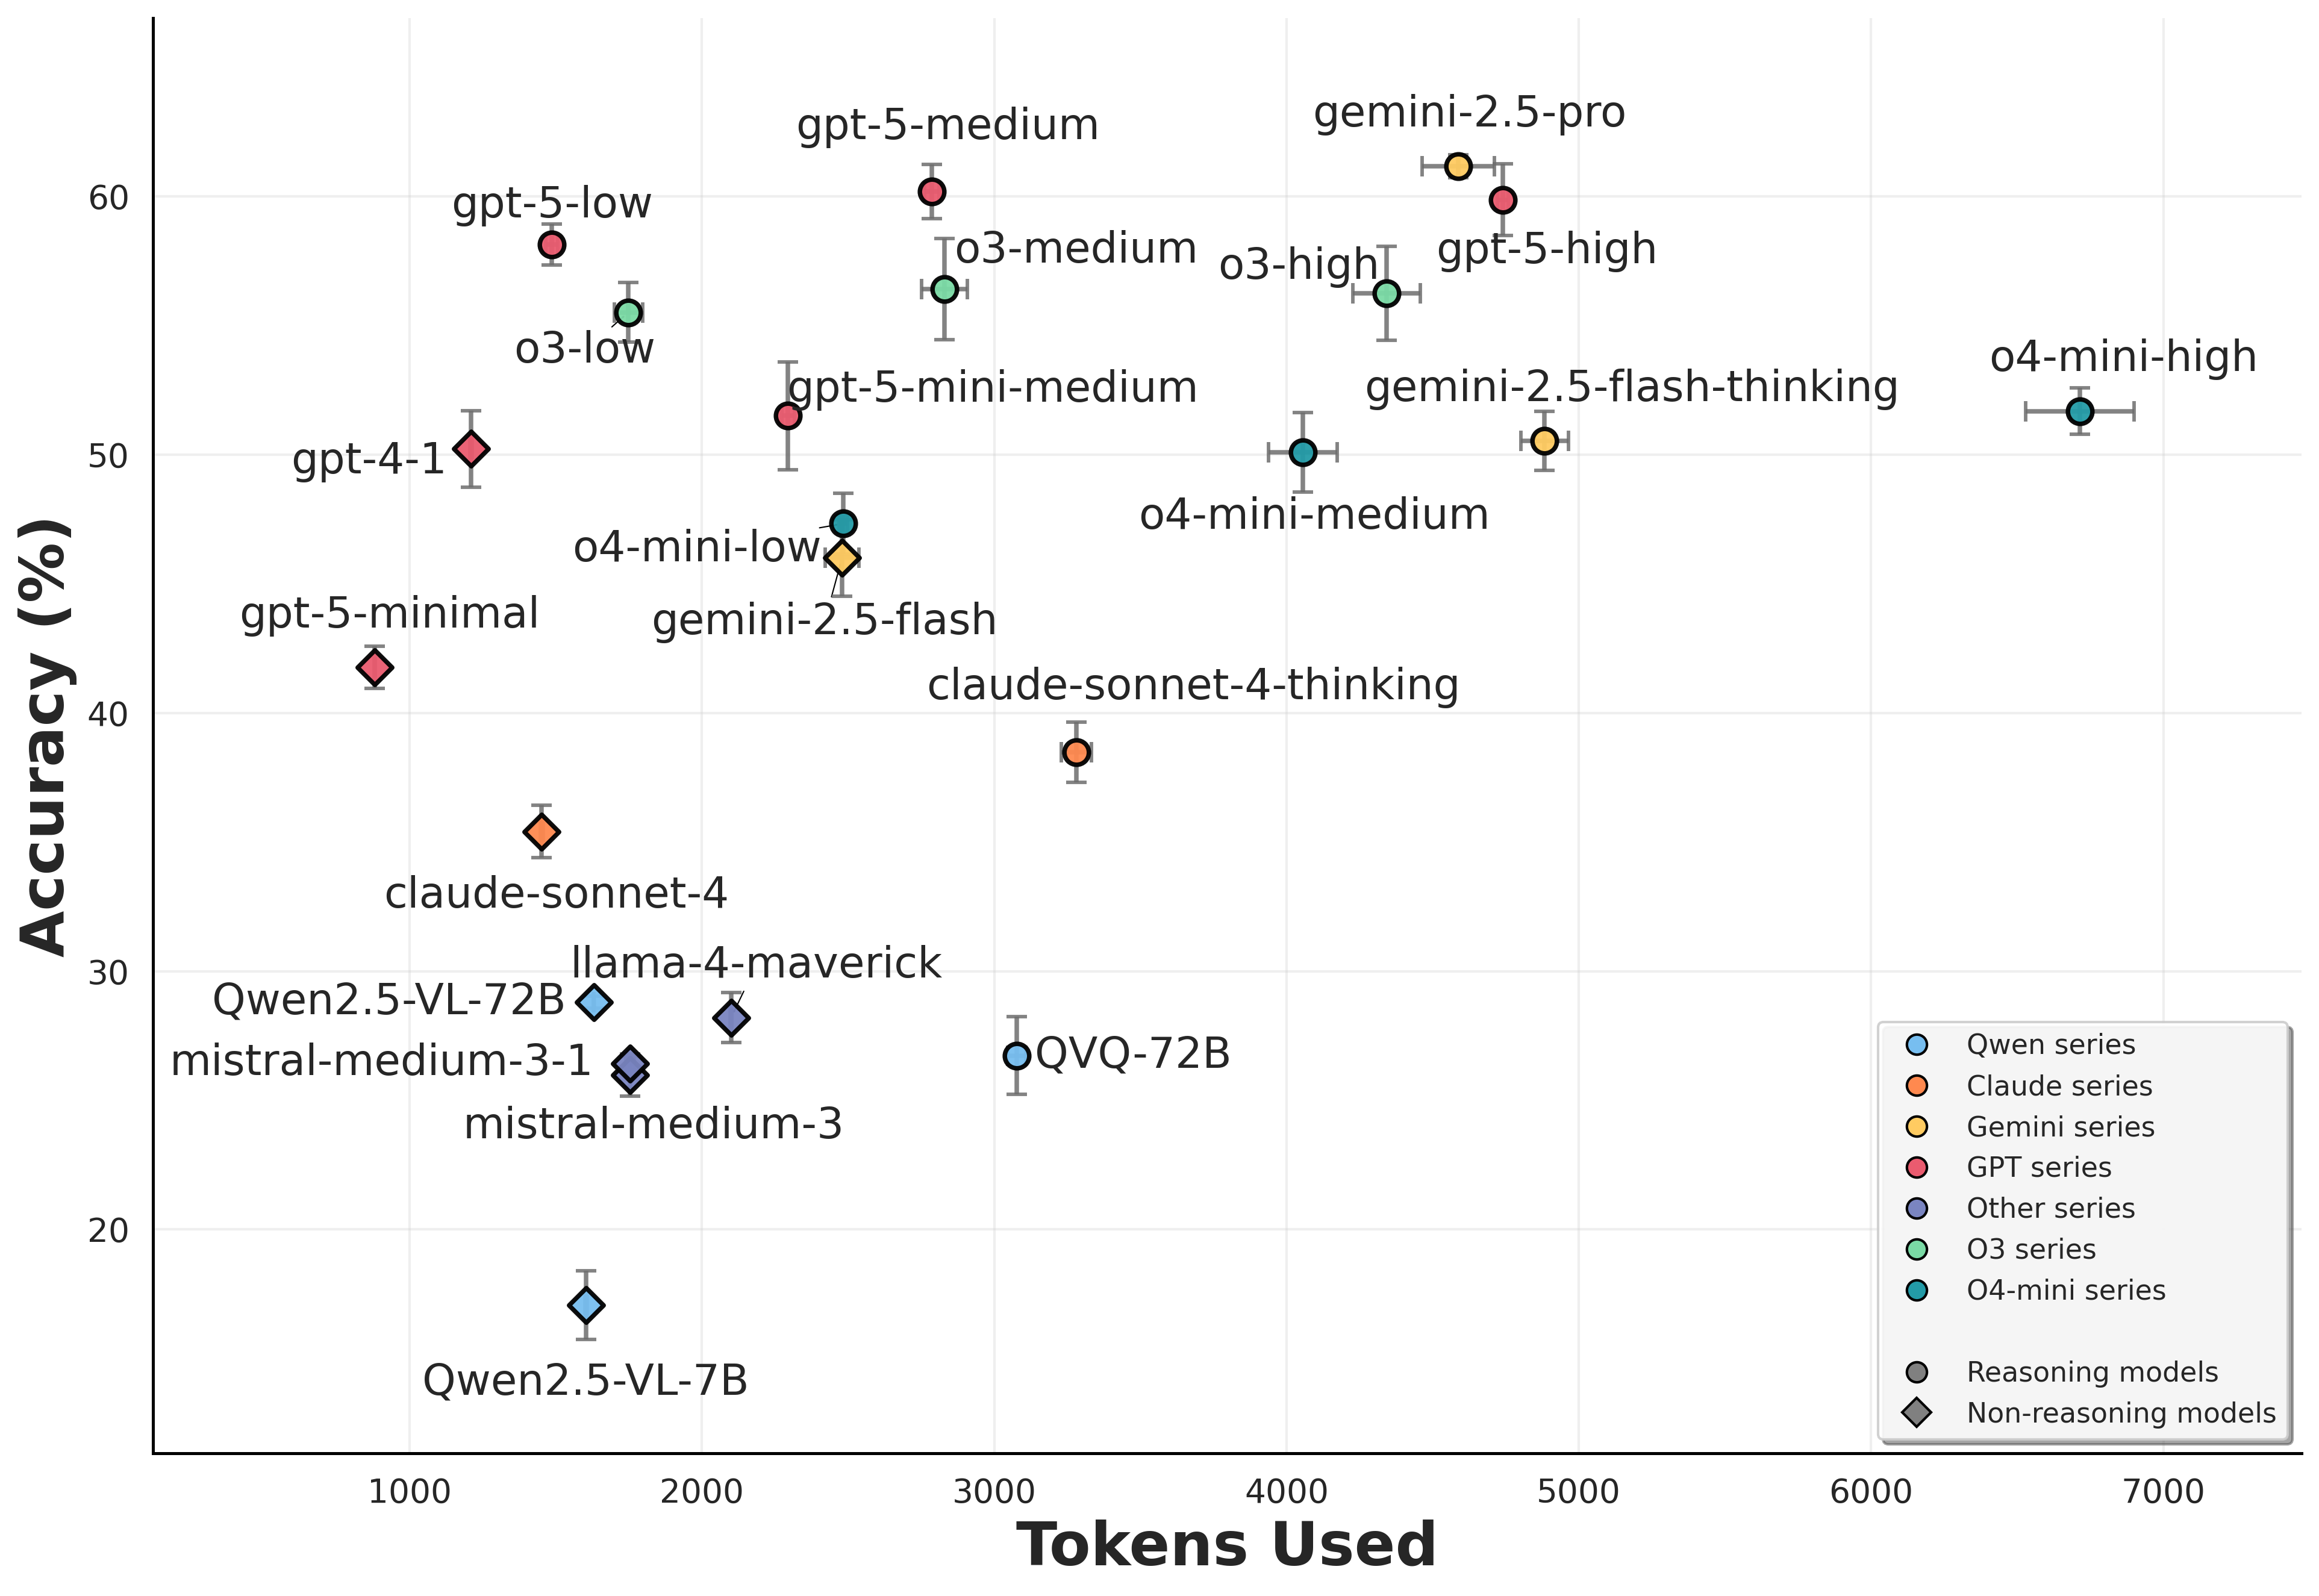 gemini-2.5-pro
gpt-5-medium
60
gpt-5-low
o3-medium
o3-high
gpt-5-high
o3-low
o4-mini-high
gpt-5-mini-medium
gemini-2.5-flash-thinking
50
gpt-4-1
o4-mini-medium
o4-mini-low
gemini-2.5-flash
gpt-5-minimal
claude-sonnet-4-thinking
40
Accuracy (%)
claude-sonnet-4
llama-4-maverick
30
Qwen2.5-VL-72B
QVQ-72B
mistral-medium-3-1
mistral-medium-3
20
Qwen2.5-VL-7B
Qwen series
Claude series
Gemini series
GPT series
Other series
O3 series
O4-mini series
Reasoning models
Non-reasoning models
1000 2000 3000 4000 5000 6000 7000
Tokens Used